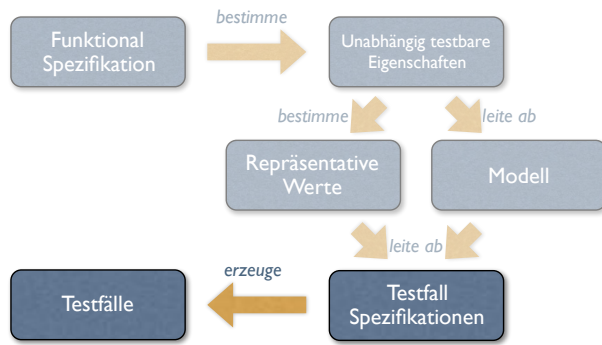 bestimme
Funktional
Spezifikation
Unabhängig testbare
Eigenschaften
bestimme
leite ab
Repräsentative
Werte
Modell
leite ab
erzeuge
Testfälle
Testfall
Spezifikationen